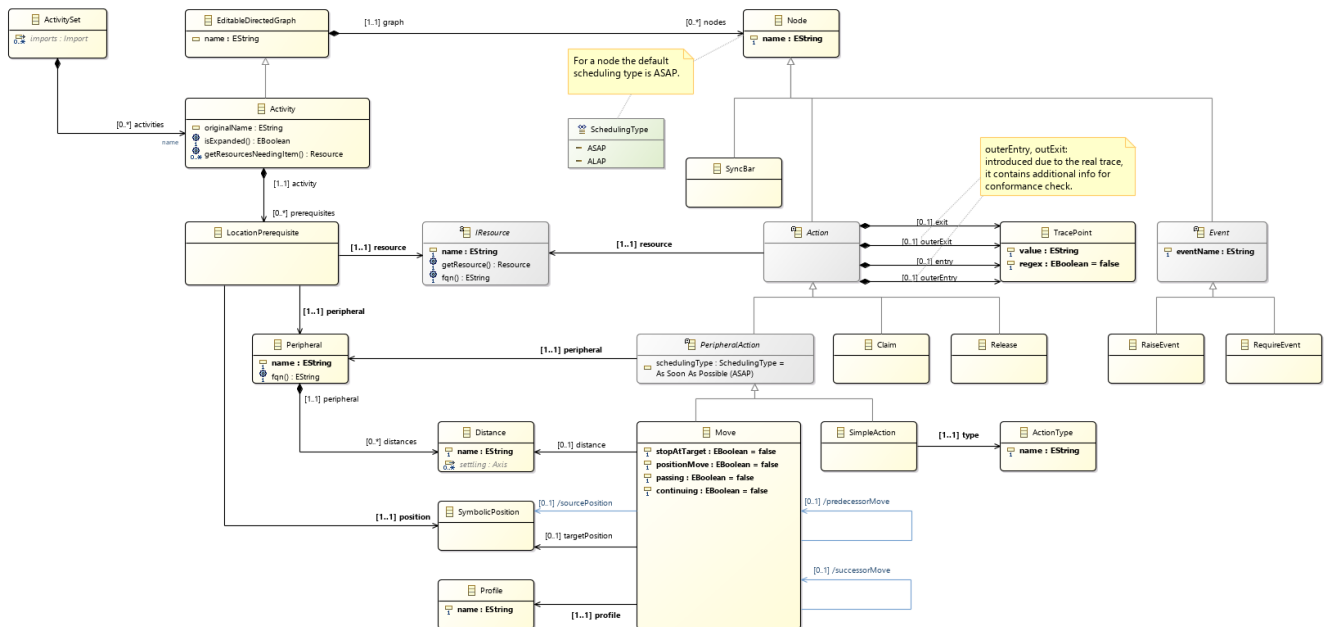 ActivitySet
imports : Import
EditableDirectedGraph
name : EString
[1..1] graph
[0..*] nodes
Node
name : EString
For a node the default
scheduling type is ASAP.
SchedulingType
ASAP
ALAP
Activity
originalName : EString
isExpanded() : EBoolean
getResourcesNeedingItem() : Resource
[0..*] activities
name
[1..1] activity
[0..*] prerequisites
SyncBar
outerEntry, outExit:
introduced due to the real trace,
it contains additional info for
conformance check.
LocationPrerequisite
[1..1] resource
IResource
name : EString
getResource() : Resource
fqn() : EString
[1..1] resource
Action
[0..1] exit
[0..1] outerExit
[0..1] entry
[0..1] outerEntry
TracePoint
value : EString
regex : EBoolean = false
Event
eventName : EString
[1..1] peripheral
Peripheral
name : EString
fqn() : EString
[1..1] peripheral
[1..1] peripheral
PeripheralAction
schedulingType : SchedulingType =
As Soon As Possible (ASAP)
Claim
Release
RaiseEvent
RequireEvent
[0..*] distances
Distance
name : EString
settling : Axis
0..*
[0..1] distance
Move
stopAtTarget : EBoolean = false
positionMove : EBoolean = false
passing : EBoolean = false
continuing : EBoolean = false
SimpleAction
[1..1] type
ActionType
name : EString
[1..1] position
SymbolicPosition
[0..1] /sourcePosition
[0..1] targetPosition
[0..1] /predecessorMove
[0..1] /successorMove
Profile
name : EString
[1..1] profile